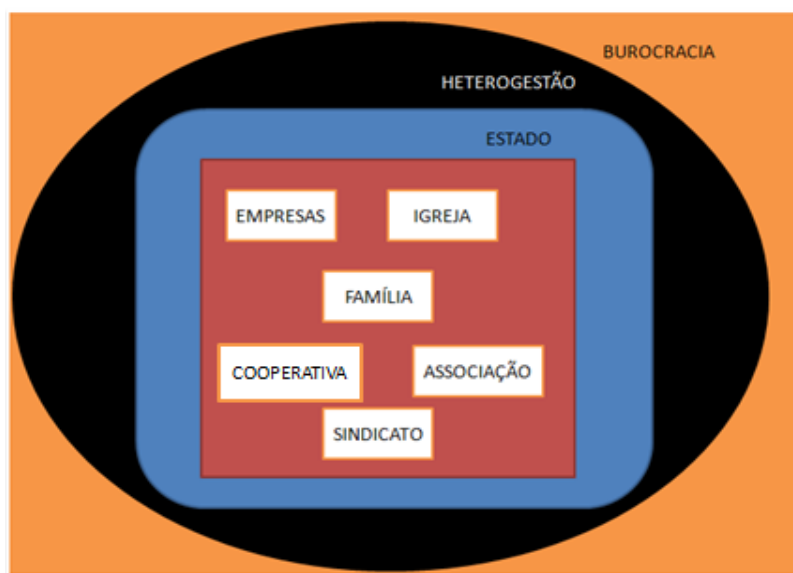 BUROCRACIA
HETEROGESTÃO
ESTADO
EMPRESAS
IGREJA
FAMÍLIA
COOPERATIVA
ASSOCIAÇÃO
SINDICATO